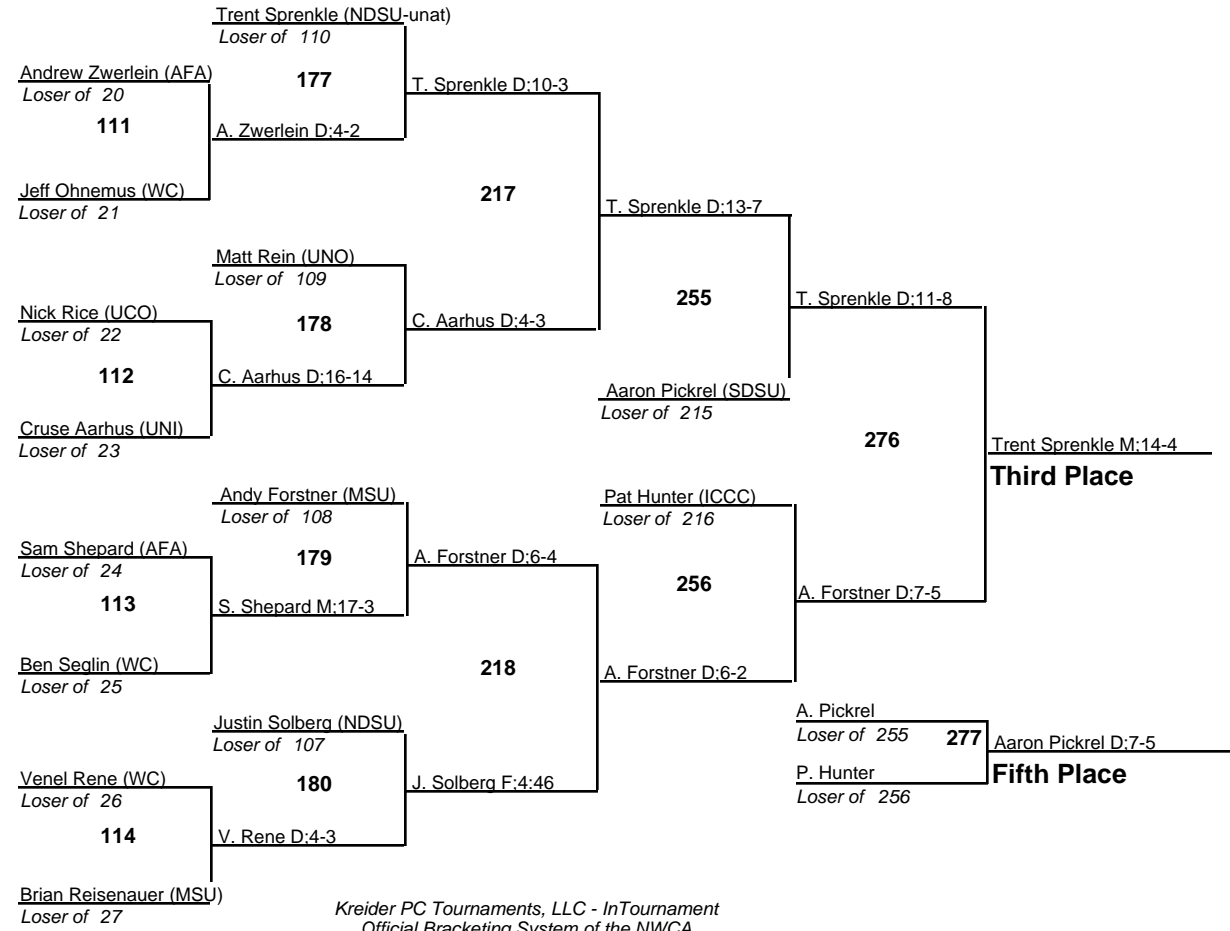 Trent Sprenkle (NDSU-unat)
Loser of 110
Andrew Zwerlein (AFA)
Loser of 20
177
T. Sprenkle D;10-3
111
A. Zwerlein D;4-2
Jeff Ohnemus (WC)
Loser of 21
217
T. Sprenkle D;13-7
Matt Rein (UNO)
Loser of 109
Nick Rice (UCO)
Loser of 22
178
C. Aarhus D;4-3
255
T. Sprenkle D;11-8
112
C. Aarhus D;16-14
Aaron Pickrel (SDSU)
Loser of 215
Cruse Aarhus (UNI)
Loser of 23
276
Trent Sprenkle M;14-4
Third Place
Andy Forstner (MSU)
Loser of 108
Pat Hunter (ICCC)
Loser of 216
Sam Shepard (AFA)
Loser of 24
179
A. Forstner D;6-4
256
A. Forstner D;7-5
113
S. Shepard M;17-3
Ben Seglin (WC)
Loser of 25
218
A. Forstner D;6-2
Justin Solberg (NDSU)
Loser of 107
A. Pickrel
Loser of 255
277
Aaron Pickrel D;7-5
Fifth Place
P. Hunter
Loser of 256
Venel Rene (WC)
Loser of 26
180
J. Solberg F;4:46
114
V. Rene D;4-3
Brian Reisenauer (MSU)
Loser of 27
Kreider PC Tournaments, LLC - InTournament
Official Bracketing System of the NWCA